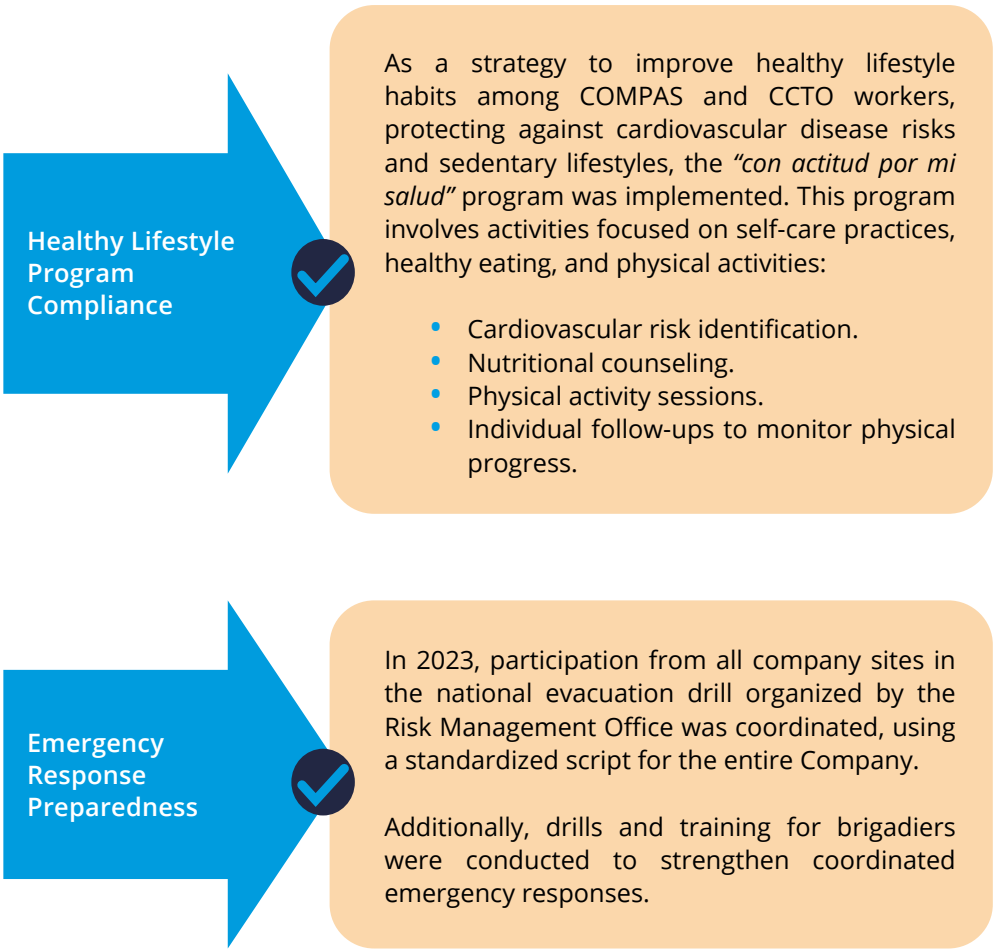 Healthy Lifestyle
Program
Compliance
As a strategy to improve healthy lifestyle
habits among COMPAS and CCTO workers,
protecting against cardiovascular disease risks
and sedentary lifestyles, the “con actitud por mi
salud” program was implemented. This program
involves activities focused on self-care practices,
healthy eating, and physical activities:
• Cardiovascular risk identification.
• Nutritional counseling.
• Physical activity sessions.
• Individual follow-ups to monitor physical
progress.
Emergency
Response
Preparedness
In 2023, participation from all company sites in
the national evacuation drill organized by the
Risk Management Office was coordinated, using
a standardized script for the entire Company.
Additionally, drills and training for brigadiers
were conducted to strengthen coordinated
emergency responses.